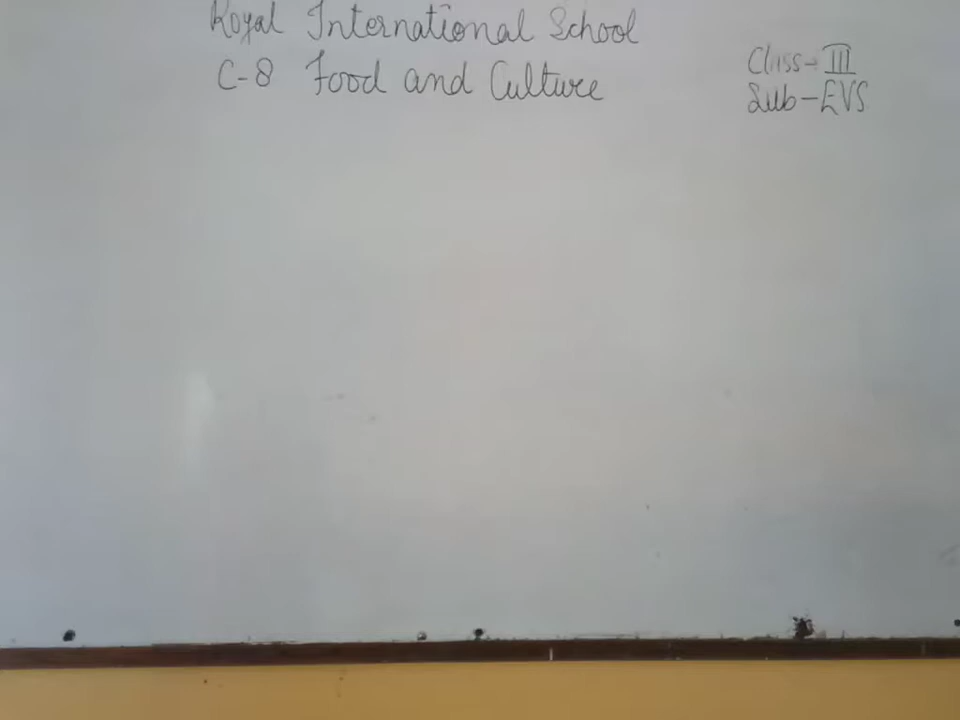 Royal International School
C-8 Food and Culture
Class-III
Sub-EVS